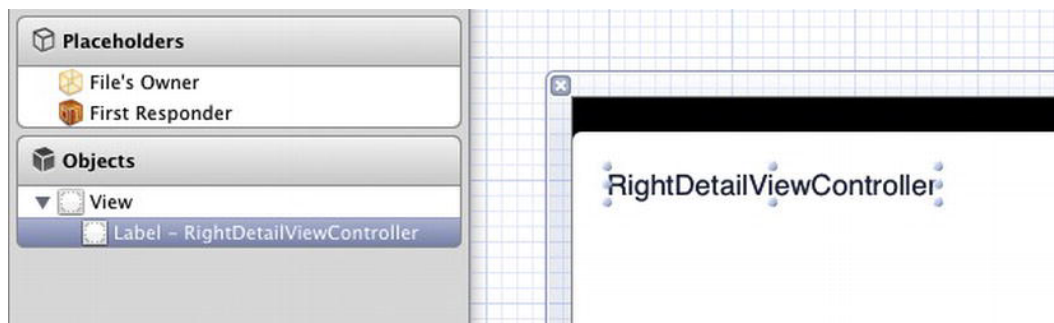 Placeholders
File's Owner
First Responder
Objects
View
Label – RightDetailViewController
RightDetailViewController